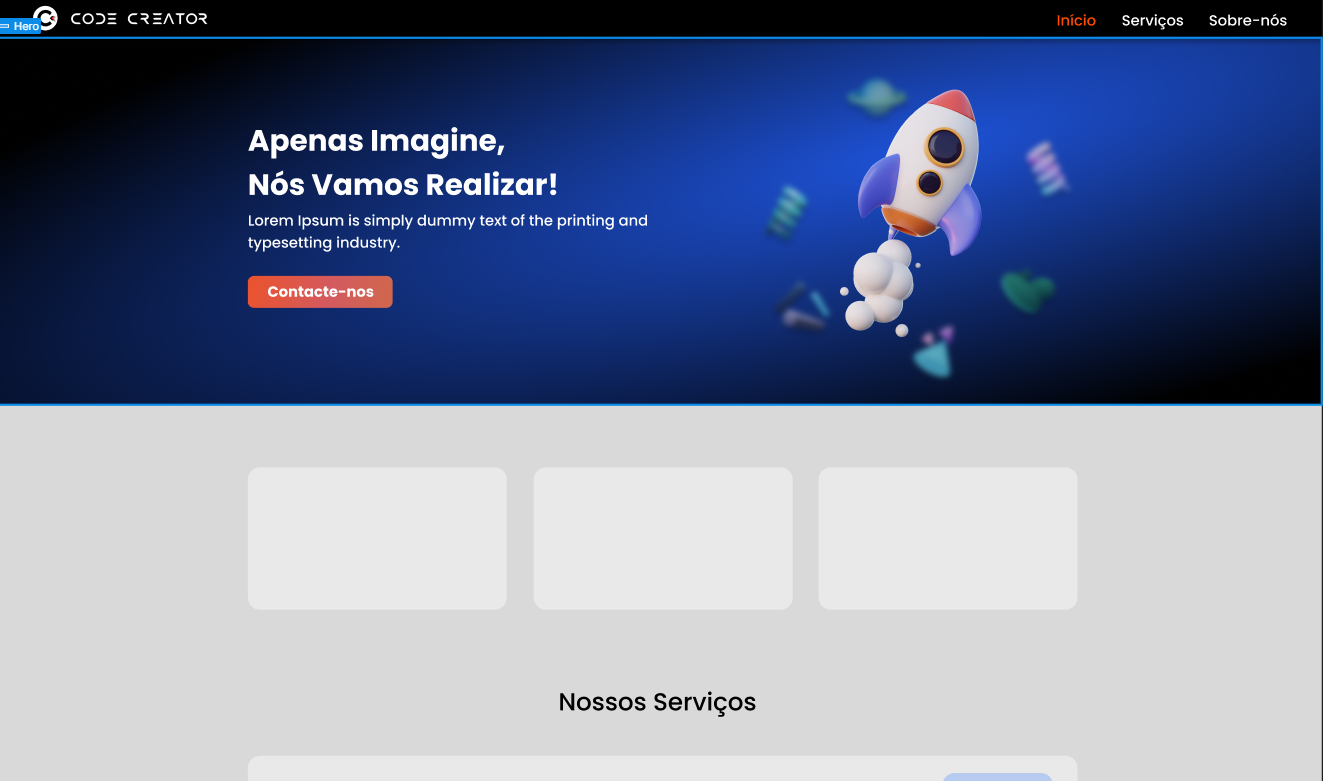 CODE CREATOR
Hero
Início
Serviços
Sobre-nós
Apenas Imagine,
Nós Vamos Realizar!
Lorem Ipsum is simply dummy text of the printing and
typesetting industry.
Contacte-nos
Nossos Serviços